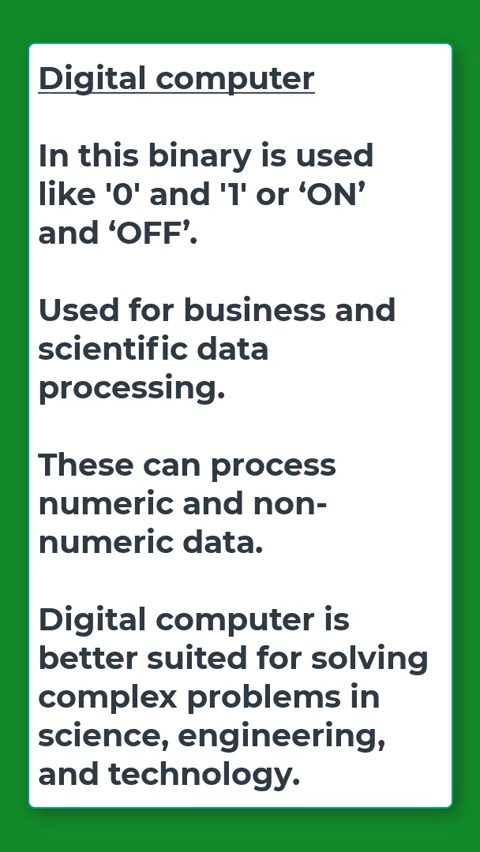 Digital computer
In this binary is used
like '0' and '1' or ‘ON’
and ‘OFF’.
Used for business and
scientific data
processing.
These can process
numeric and non-
numeric data.
Digital computer is
better suited for solving
complex problems in
science, engineering,
and technology.